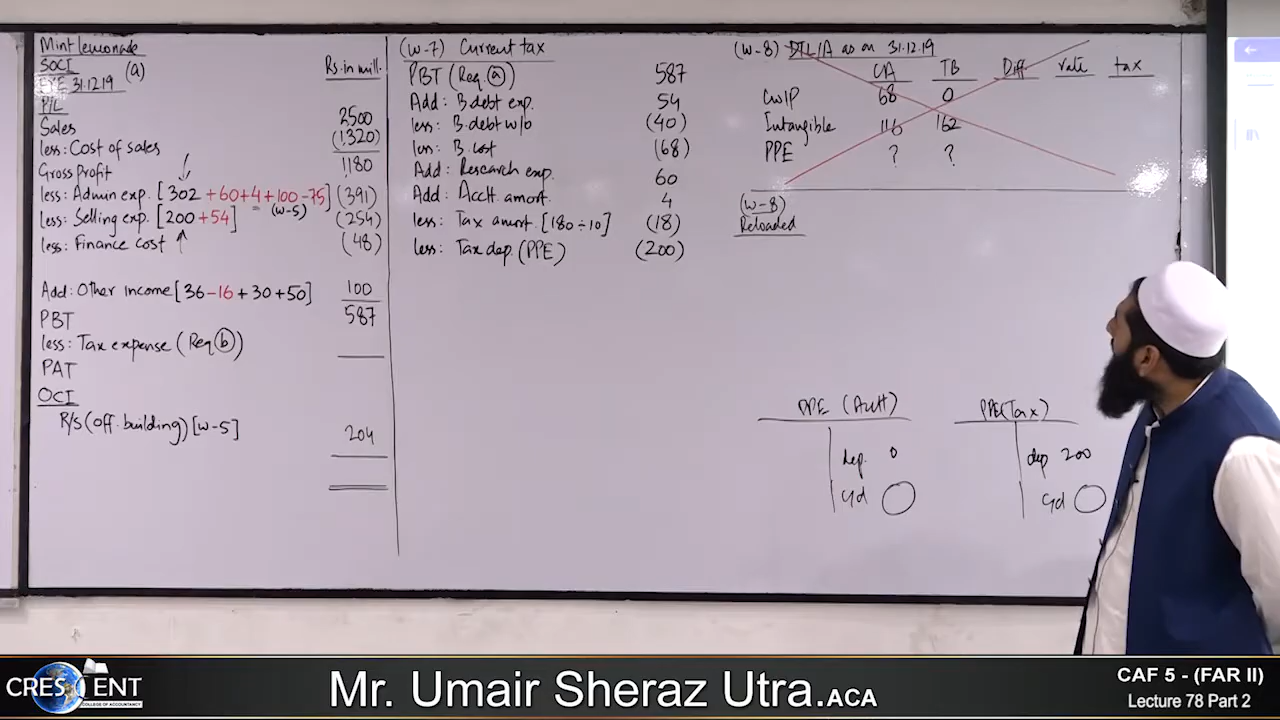 Mint lemonade
SOCI (a)
FYE 31.12.19 Rs. in mill.
P/L
Sales 2500
less: Cost of sales (1,320)
Gross profit 1180
less: Admin exp. [302 +60+4+100-75] (391)
less: Selling exp. [200 +54] = (w-5) (254)
less: Finance cost (48)
Add: Other Income [36-16+30+50] 100
PBT 587
less: Tax expense (Req b)
PAT
OCI
R/s (off. building) [w-5] 204
(w-7) Current tax
PBT (Req a) 587
Add: B.debt exp. 54
less: B.debt w/o (40)
less: B.cost (68)
Add: Research exp. 60
Add: Acctt amort. 4
less: Tax amort. [180÷10] (18)
less: Tax dep. (PPE) (200)
(w-8) DTL/A as on 31.12.19
CA TB Diff rate tax
CWIP 68 0
Intangible 116 162
PPE ? ?
(w-8)
Reloaded
PPE (Acctt)
dep. 0
c/d
PPE (Tax)
dep 200
c/d
CRESCENT
COLLEGE OF ACCOUNTANCY
Mr. Umair Sheraz Utra.ACA
CAF 5 - (FAR II)
Lecture 78 Part 2